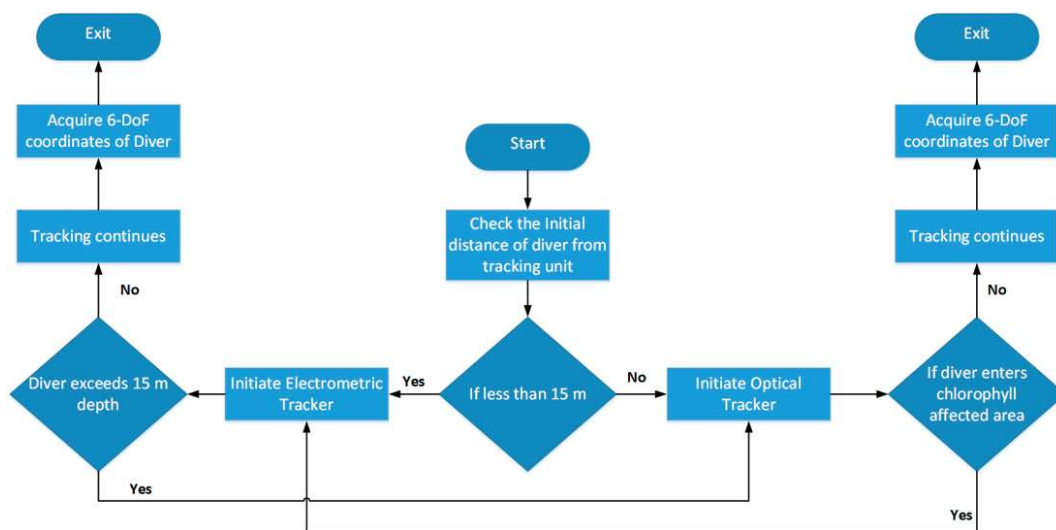 Exit
Acquire 6-DoF
coordinates of Diver
Tracking continues
No
Diver exceeds 15 m
depth
Yes
Initiate Electrometric
Tracker
Yes
Start
Check the Initial
distance of diver from
tracking unit
If less than 15 m
No
Initiate Optical
Tracker
Exit
Acquire 6-DoF
coordinates of Diver
Tracking continues
No
If diver enters
chlorophyll
affected area
Yes